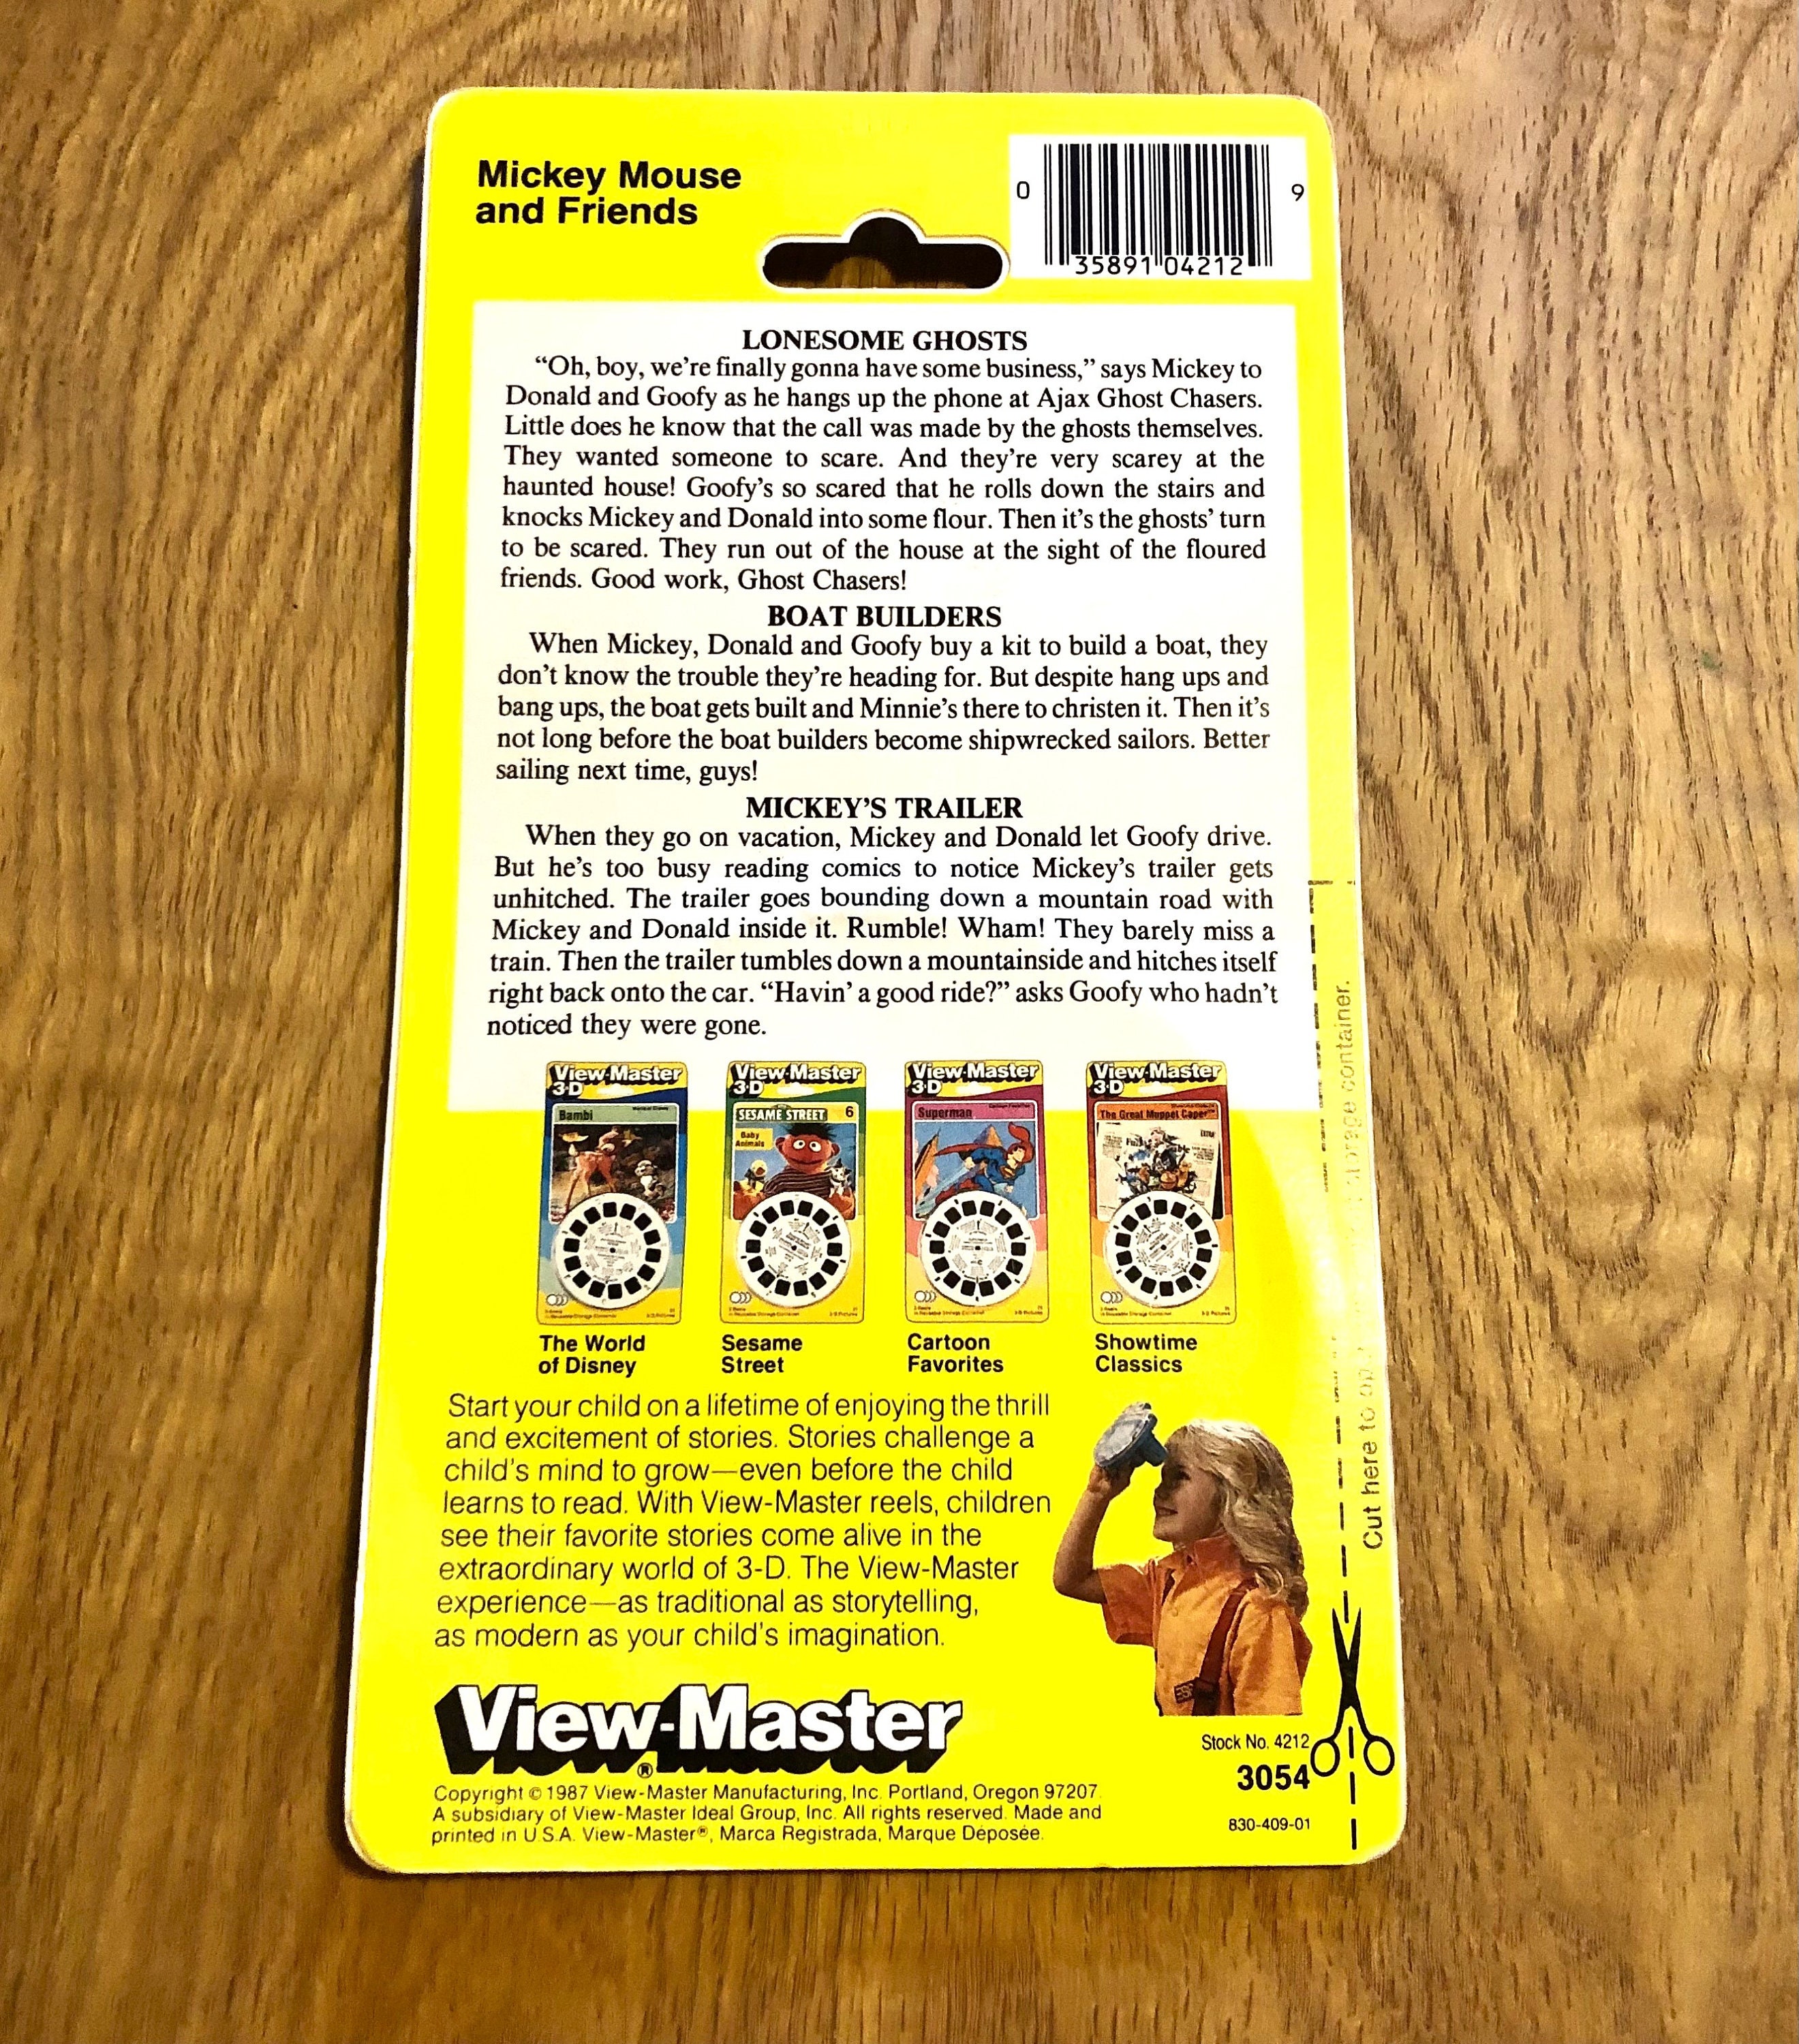 Mickey Mouse
and Friends
0
35891 04212
9
LONESOME GHOSTS
“Oh, boy, we’re finally gonna have some business,” says Mickey to
Donald and Goofy as he hangs up the phone at Ajax Ghost Chasers.
Little does he know that the call was made by the ghosts themselves.
They wanted someone to scare. And they’re very scarey at the
haunted house! Goofy’s so scared that he rolls down the stairs and
knocks Mickey and Donald into some flour. Then it’s the ghosts’ turn
to be scared. They run out of the house at the sight of the floured
friends. Good work, Ghost Chasers!
BOAT BUILDERS
When Mickey, Donald and Goofy buy a kit to build a boat, they
don’t know the trouble they’re heading for. But despite hang ups and
bang ups, the boat gets built and Minnie’s there to christen it. Then it’s
not long before the boat builders become shipwrecked sailors. Better
sailing next time, guys!
MICKEY’S TRAILER
When they go on vacation, Mickey and Donald let Goofy drive.
But he’s too busy reading comics to notice Mickey’s trailer gets
unhitched. The trailer goes bounding down a mountain road with
Mickey and Donald inside it. Rumble! Wham! They barely miss a
train. Then the trailer tumbles down a mountainside and hitches itself
right back onto the car. “Havin’ a good ride?” asks Goofy who hadn’t
noticed they were gone.
View-Master
3-D
Bambi
View-Master
3-D
SESAME STREET 6
Baby
Animals
View-Master
3-D
Superman
View-Master
3-D
The Great Muppet Caper
The World
of Disney
Sesame
Street
Cartoon
Favorites
Showtime
Classics
Start your child on a lifetime of enjoying the thrill
and excitement of stories. Stories challenge a
child’s mind to grow—even before the child
learns to read. With View-Master reels, children
see their favorite stories come alive in the
extraordinary world of 3-D. The View-Master
experience—as traditional as storytelling,
as modern as your child’s imagination.
View-Master
®
Copyright © 1987 View-Master Manufacturing, Inc. Portland, Oregon 97207.
A subsidiary of View-Master Ideal Group, Inc. All rights reserved. Made and
printed in U.S.A. View-Master®, Marca Registrada, Marque Déposée.
Stock No. 4212
3054
830-409-01
Cut here to storage container.